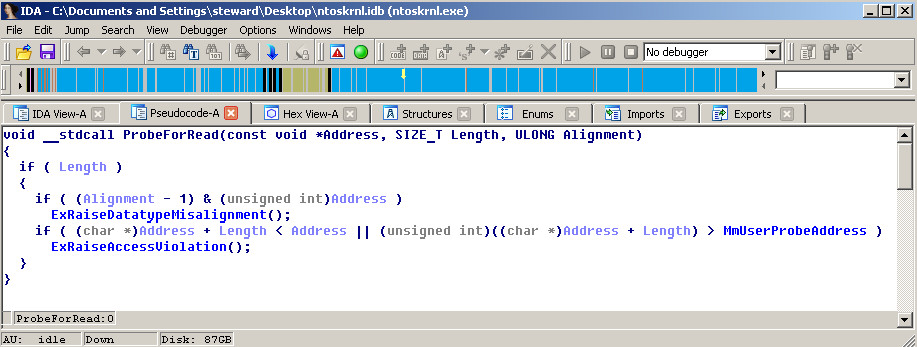 IDA - C:\Documents and Settings\steward\Desktop\ntoskrnl.idb (ntoskrnl.exe)
File Edit Jump Search View Debugger Options Windows Help
No debugger
IDA View-A Pseudocode-A Hex View-A Structures Enums Imports Exports
void __stdcall ProbeForRead(const void *Address, SIZE_T Length, ULONG Alignment)
{
if ( Length )
{
if ( (Alignment - 1) & (unsigned int)Address )
ExRaiseDatatypeMisalignment();
if ( (char *)Address + Length < Address || (unsigned int)((char *)Address + Length) > MmUserProbeAddress )
ExRaiseAccessViolation();
}
}
ProbeForRead:0
AU: idle Down Disk: 87GB